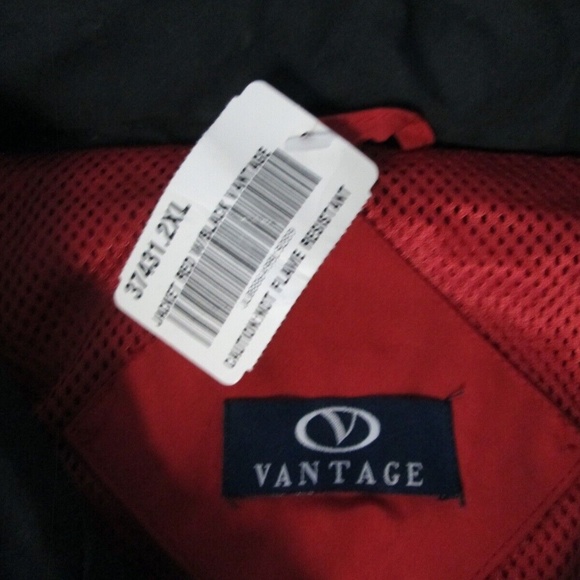 37431.2XL
JACKET RED W/BLACK VANTAGE
CAUTION NOT FLAME RESISTANT
V
VANTAGE